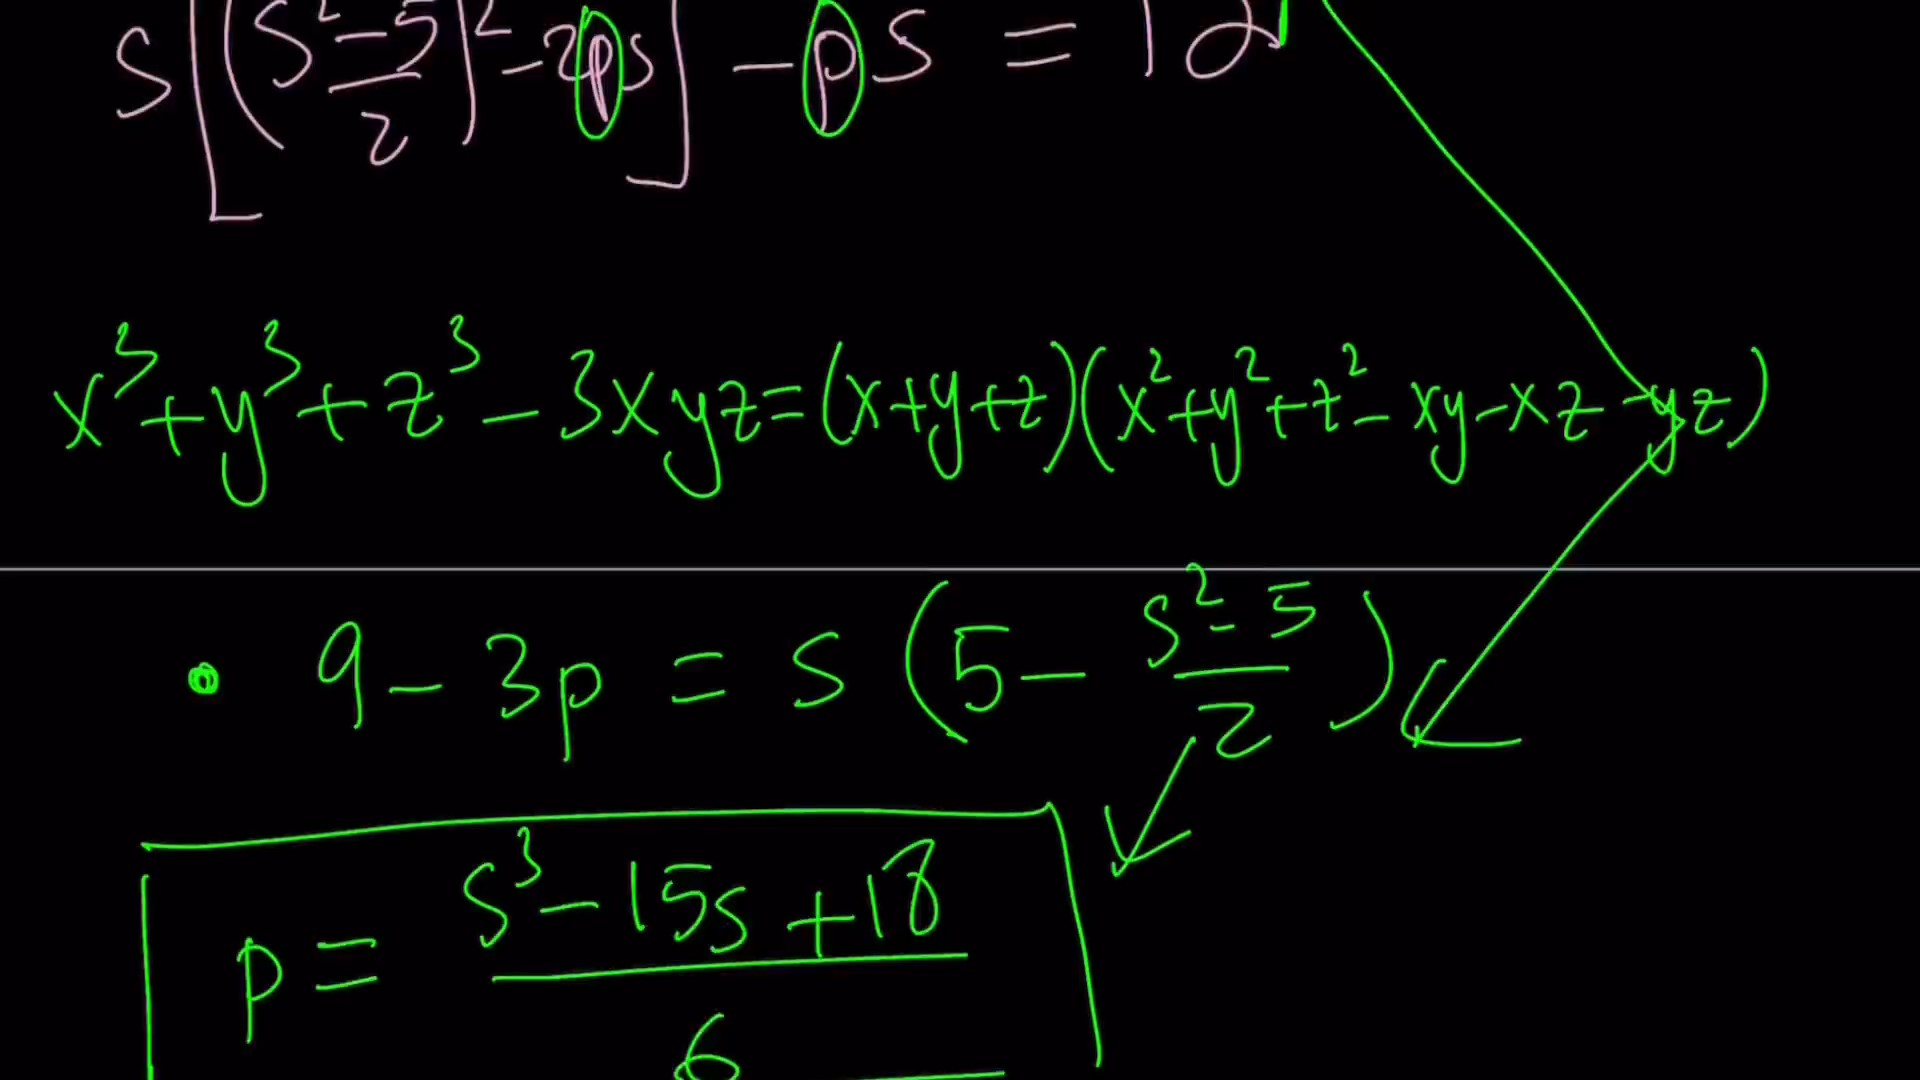 s[(s²-5/2)² - 2ps] - ps = 12
x³+y³+z³-3xyz=(x+y+z)(x²+y²+z²-xy-xz-yz)
• 9-3p = s(5 - s²-5/2)
p = s³-15s+18/6